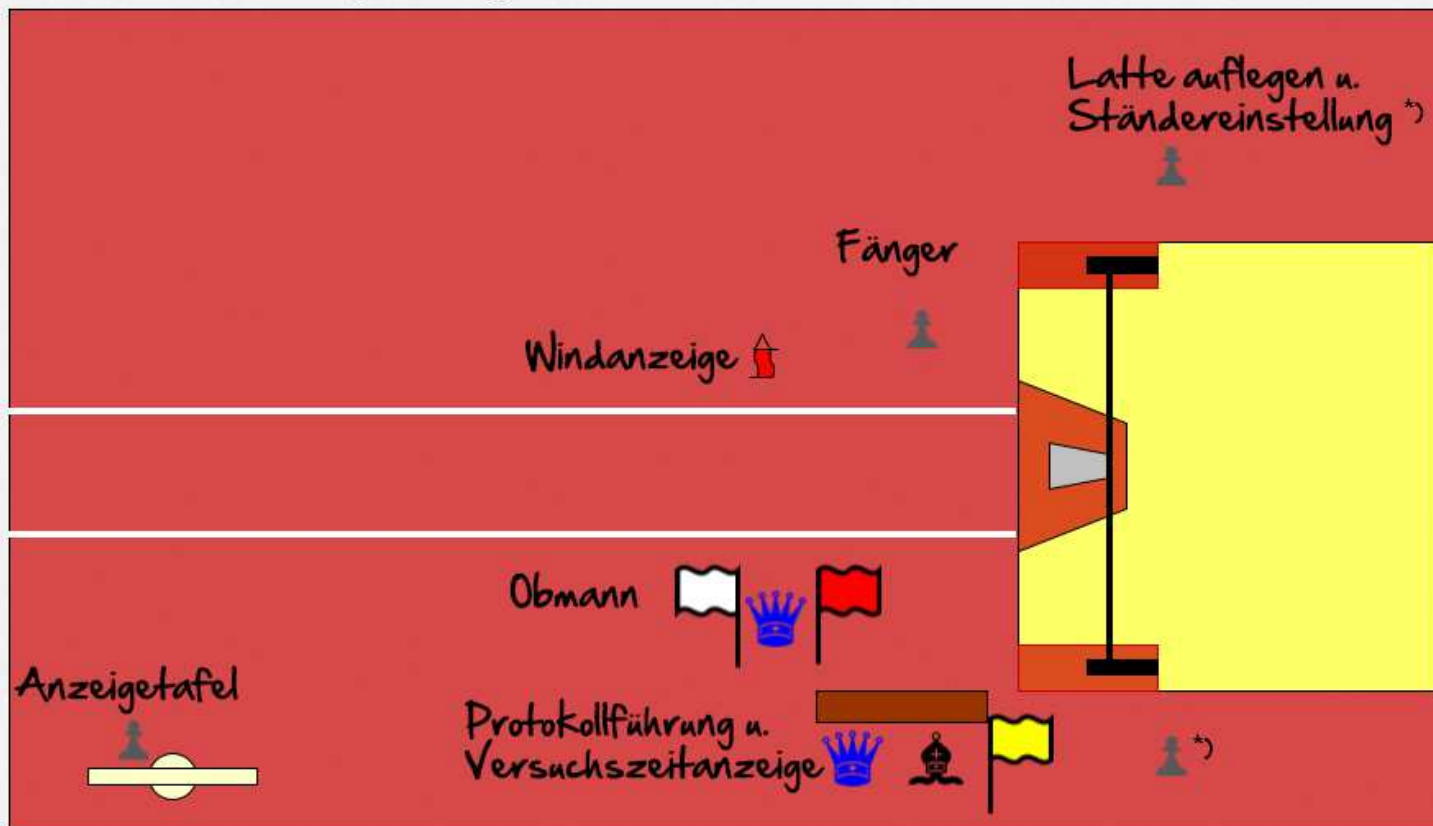 Latte auflegen u.
Ständereinstellung *)
Fänger
Windanzeige
Obmann
Anzeigetafel
Protokollführung u.
Versuchszeitanzeige
*)